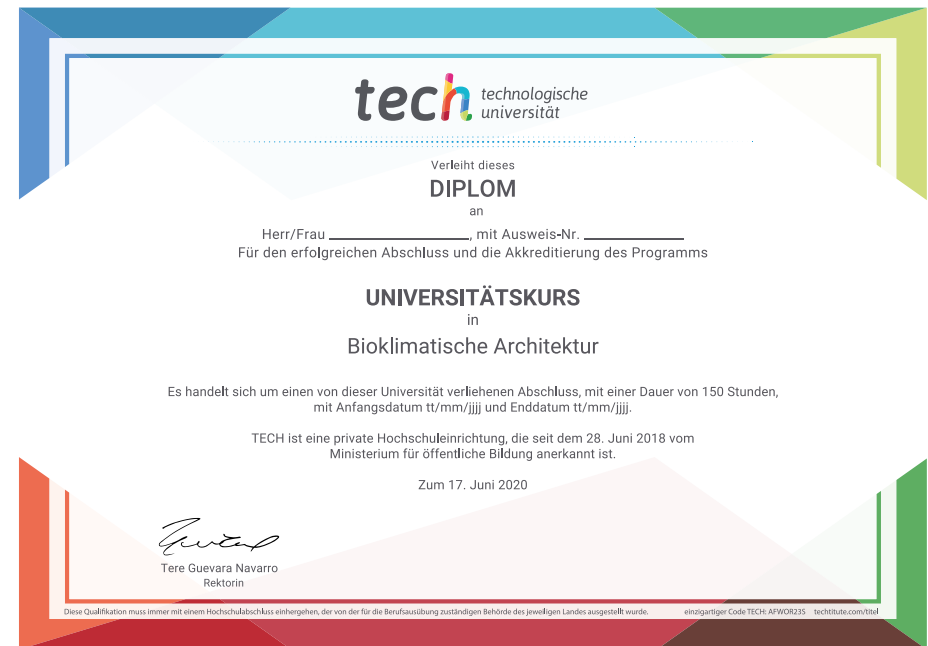 tech technologische
universität
Verleiht dieses
DIPLOM
an
Herr/Frau ____________, mit Ausweis-Nr. ____________
Für den erfolgreichen Abschluss und die Akkreditierung des Programms
UNIVERSITÄTSKURS
in
Bioklimatische Architektur
Es handelt sich um einen von dieser Universität verliehenen Abschluss, mit einer Dauer von 150 Stunden,
mit Anfangsdatum tt/mm/jjjj und Enddatum tt/mm/jjjj.
TECH ist eine private Hochschuleinrichtung, die seit dem 28. Juni 2018 vom
Ministerium für öffentliche Bildung anerkannt ist.
Zum 17. Juni 2020
Tere Guevara Navarro
Rektorin
Diese Qualifikation muss immer mit einem Hochschulabschluss einhergehen, der von der für die Berufsausübung zuständigen Behörde des jeweiligen Landes ausgestellt wurde. einzigartiger Code TECH: AFWOR23S techtitute.com/titel